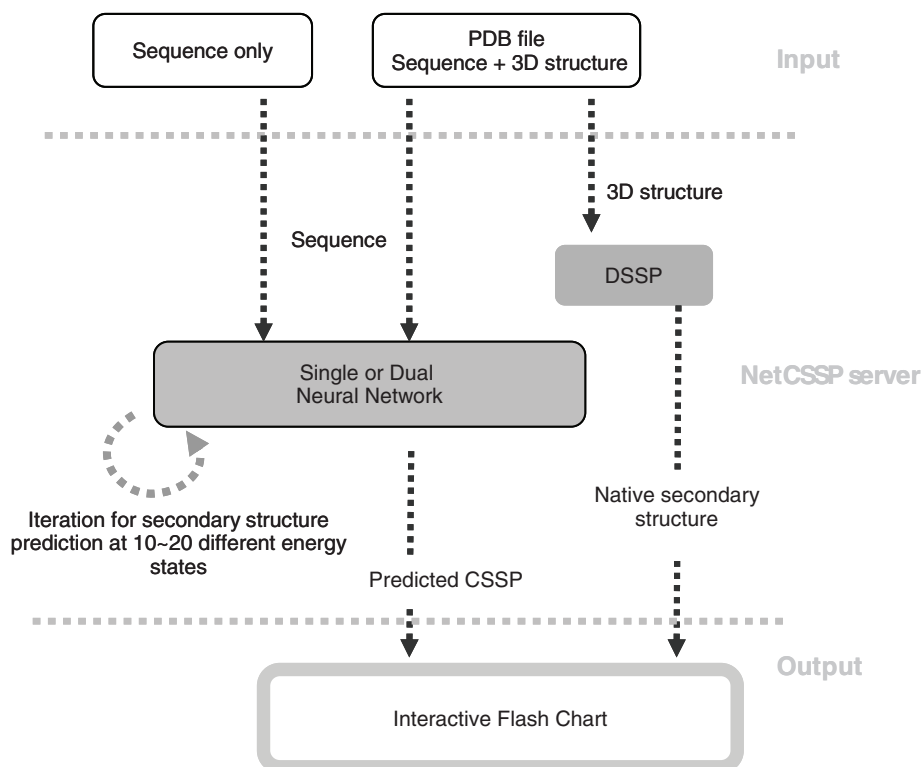 Sequence only
PDB file
Sequence + 3D structure
Input
3D structure
Sequence
DSSP
Single or Dual
Neural Network
NetCSSP server
Native secondary
structure
Iteration for secondary structure
prediction at 10~20 different energy
states
Predicted CSSP
Output
Interactive Flash Chart